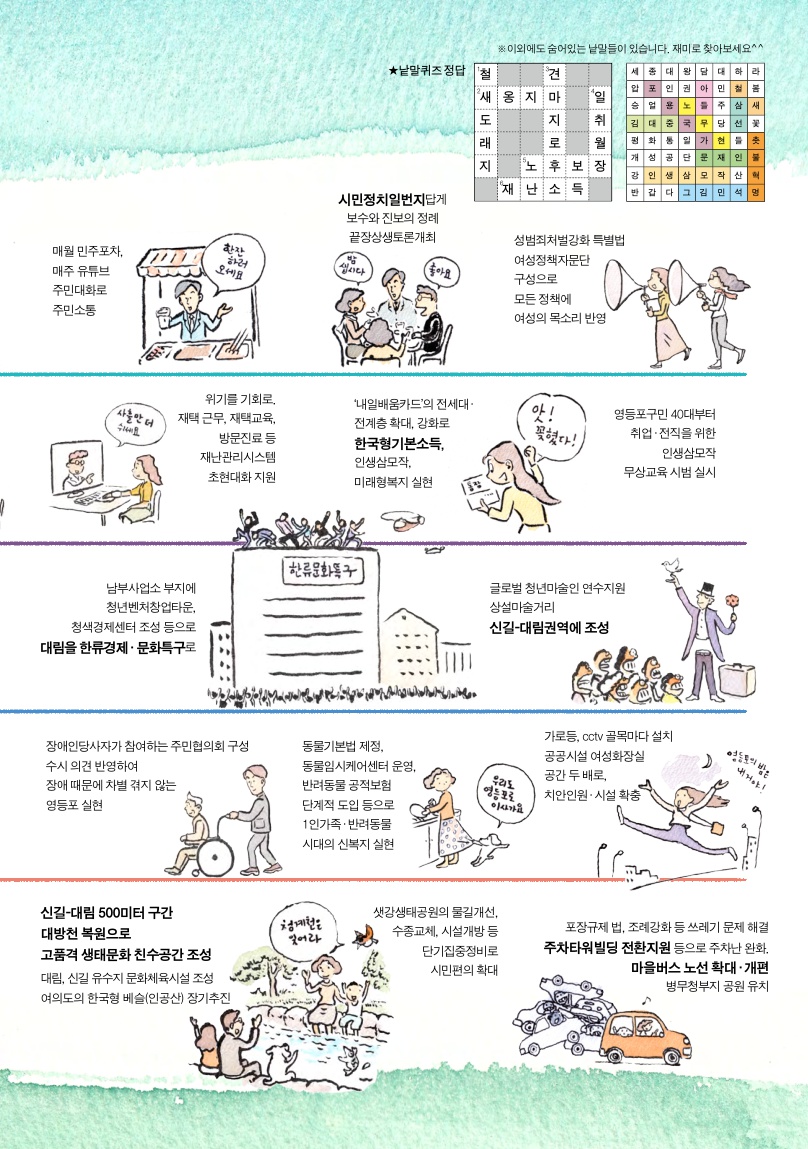 ※이외에도 숨어있는 낱말들이 있습니다. 재미로 찾아보세요^^
★낱말퀴즈 정답
1철 3견
2새 옹 지 마 4일
도 지 취
래 로 월
지 5노 후 보 장
6재 난 소 득
세 종 대 왕 담 대 하 라
압 포 인 권 아 민 철 봄
승 업 용 노 들 주 삼 새
김 대 중 국 무 당 선 꽃
평 화 통 일 가 현 들 촛
개 성 공 단 문 재 인 불
강 인 생 삼 모 작 산 혁
반 갑 다 그 김 민 석 명
매월 민주포차,
매주 유튜브
주민대화로
주민소통
한잔
하러
오세요
시민정치일번지답게
보수와 진보의 정례
끝장상생토론개최
밥
십시다
좋아요
성범죄처벌강화 특별법
여성정책자문단
구성으로
모든 정책에
여성의 목소리 반영
사흘만 더
쉬세요
위기를 기회로,
재택 근무, 재택교육,
방문진료 등
재난관리시스템
초현대화 지원
‘내일배움카드’의 전세대·
전계층 확대, 강화로
한국형기본소득,
인생삼모작,
미래형복지 실현
앗!
꽂혔다!
통장
영등포구민 40대부터
취업·전직을 위한
인생삼모작
무상교육 시범 실시
남부사업소 부지에
청년벤처창업타운,
청색경제센터 조성 등으로
대림을 한류경제·문화특구로
한류문화특구
글로벌 청년마술인 연수지원
상설마술거리
신길-대림권역에 조성
장애인당사자가 참여하는 주민협의회 구성
수시 의견 반영하여
장애 때문에 차별 겪지 않는
영등포 실현
동물기본법 제정,
동물임시케어센터 운영,
반려동물 공적보험
단계적 도입 등으로
1인가족·반려동물
시대의 신복지 실현
우리도
영등포로
이사가요
가로등, cctv 골목마다 설치
공공시설 여성화장실
공간 두 배로,
치안인원·시설 확충
영등포의 밤은
내거야!
신길-대림 500미터 구간
대방천 복원으로
고품격 생태문화 친수공간 조성
대림, 신길 유수지 문화체육시설 조성
여의도의 한국형 베슬(인공산) 장기추진
청계천은
잊어라
샛강생태공원의 물길개선,
수종교체, 시설개방 등
단기집중정비로
시민편의 확대
포장규제 법, 조례강화 등 쓰레기 문제 해결
주차타워빌딩 전환지원 등으로 주차난 완화,
마을버스 노선 확대·개편
병무청부지 공원 유치